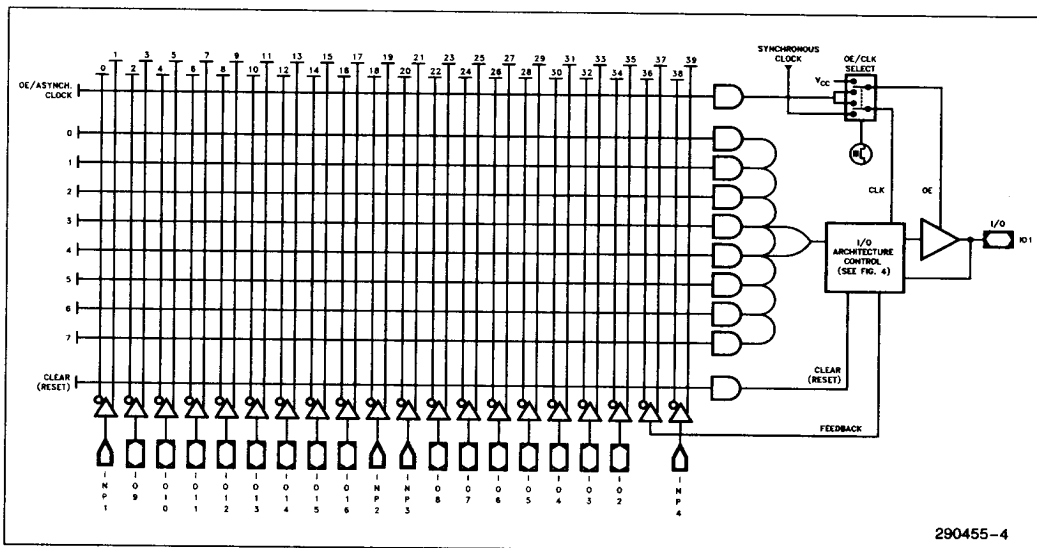 1 3 5 7 9 11 13 15 17 19 21 23 25 27 29 31 33 35 37 39
0 2 4 6 8 10 12 14 16 18 20 22 24 26 28 30 32 34 36 38
SYNCHRONOUS
CLOCK
OE/CLK
SELECT
VCC
OE/ASYNCH.
CLOCK
0
1
2
3
4
5
6
7
CLK
OE
I/O
ARCHITECTURE
CONTROL
(SEE FIG. 4)
I/O
IO1
CLEAR
(RESET)
CLEAR
(RESET)
FEEDBACK
INP1
IO9
IO10
IO11
IO12
IO13
IO14
IO15
IO16
INP2
INP3
IO8
IO7
IO6
IO5
IO4
IO3
IO2
INP4
290455-4